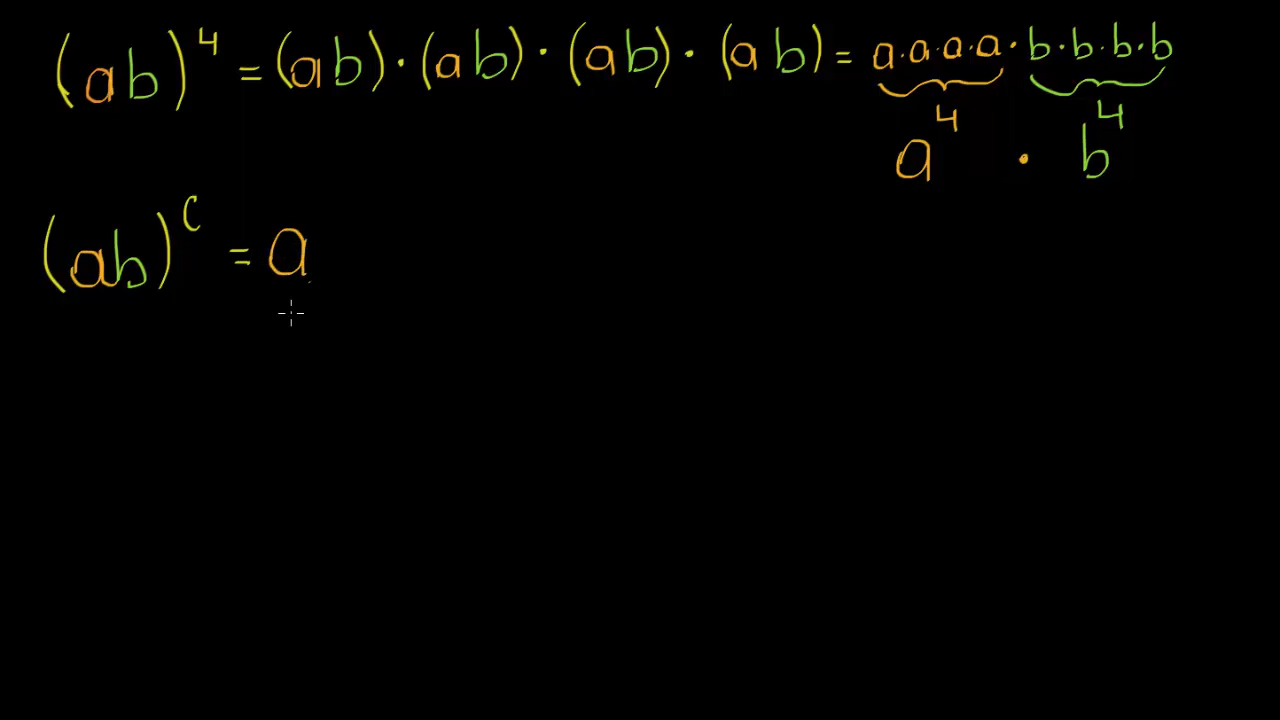 (ab)⁴ = (ab)·(ab)·(ab)·(ab) = a·a·a·a·b·b·b·b
a⁴ · b⁴
(ab)ᶜ = a